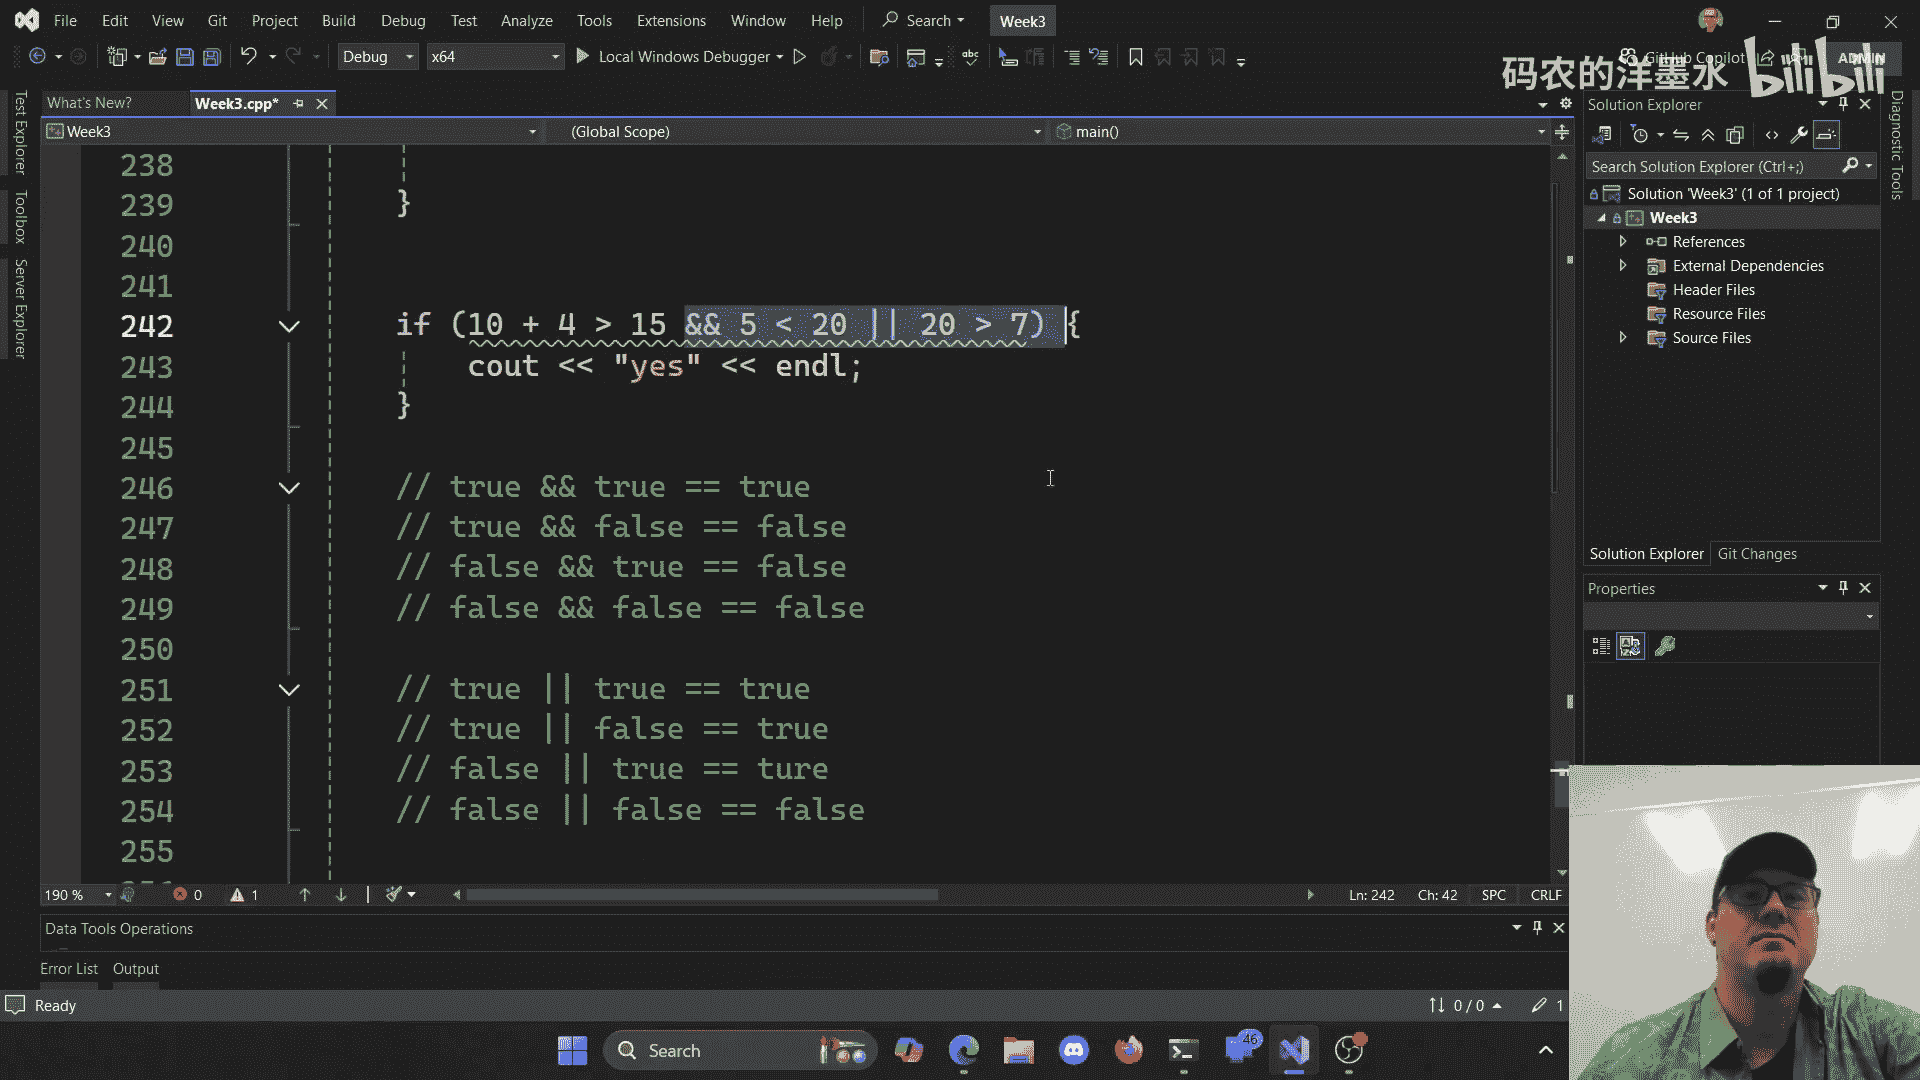 File Edit View Git Project Build Debug Test Analyze Tools Extensions Window Help Search Week3
Debug x64 Local Windows Debugger GitHub Copilot ADMIN
码农的洋墨水 bilibili
What's New? Week3.cpp*
Week3 (Global Scope) main()
Test Explorer
Toolbox
Server Explorer
238
239 }
240
241
242 if (10 + 4 > 15 && 5 < 20 || 20 > 7) {
243 cout << "yes" << endl;
244 }
245
246 // true && true == true
247 // true && false == false
248 // false && true == false
249 // false && false == false
250
251 // true || true == true
252 // true || false == true
253 // false || true == ture
254 // false || false == false
255
190 % 0 1 Ln: 242 Ch: 42 SPC CRLF
Solution Explorer
Search Solution Explorer (Ctrl+;)
Solution 'Week3' (1 of 1 project)
Week3
References
External Dependencies
Header Files
Resource Files
Source Files
Solution Explorer Git Changes
Properties
Diagnostic Tools
Data Tools Operations
Error List Output
Ready 0 / 0 1
Search 46